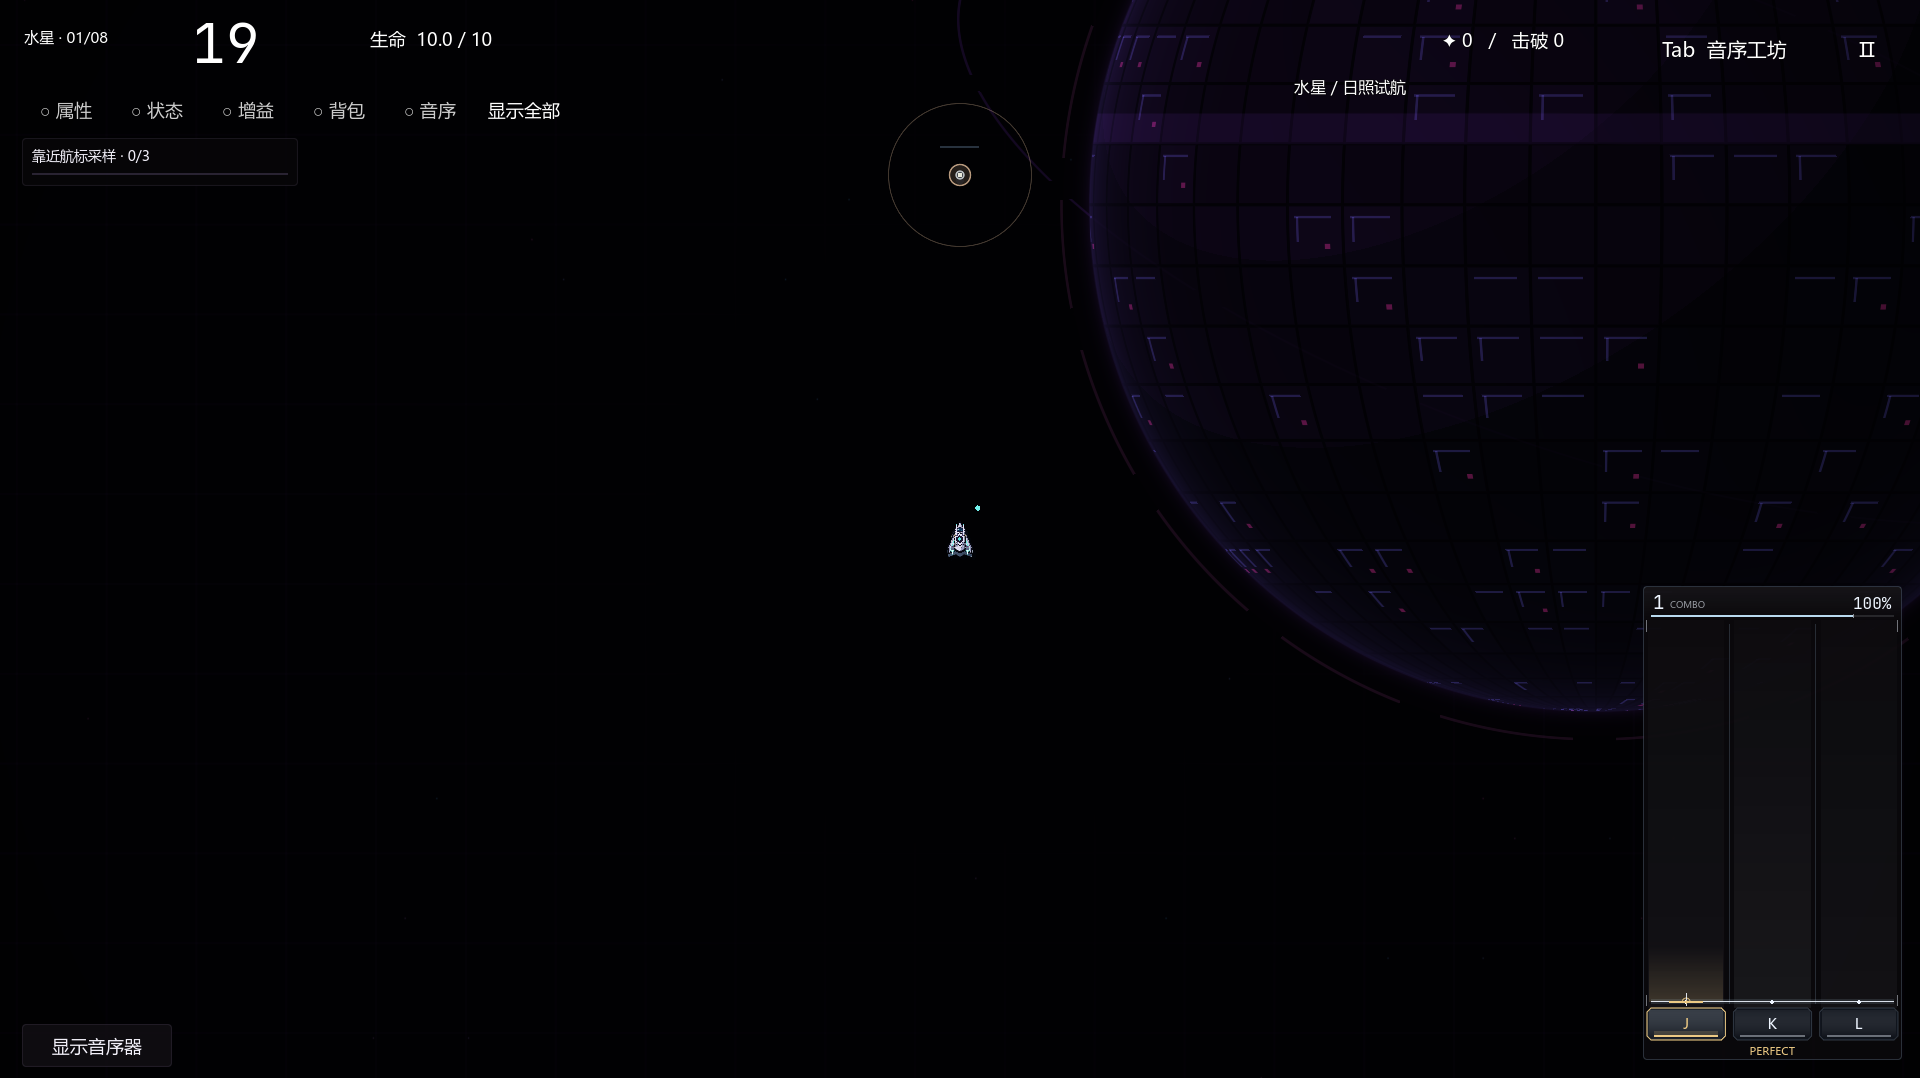 水星 · 01/08
19
生命 10.0 / 10
✦ 0 / 击破 0
Tab 音序工坊
II
水星 / 日照试航
属性
状态
增益
背包
音序
显示全部
靠近航标采样 · 0/3
1 COMBO 100%
J K L
PERFECT
显示音序器